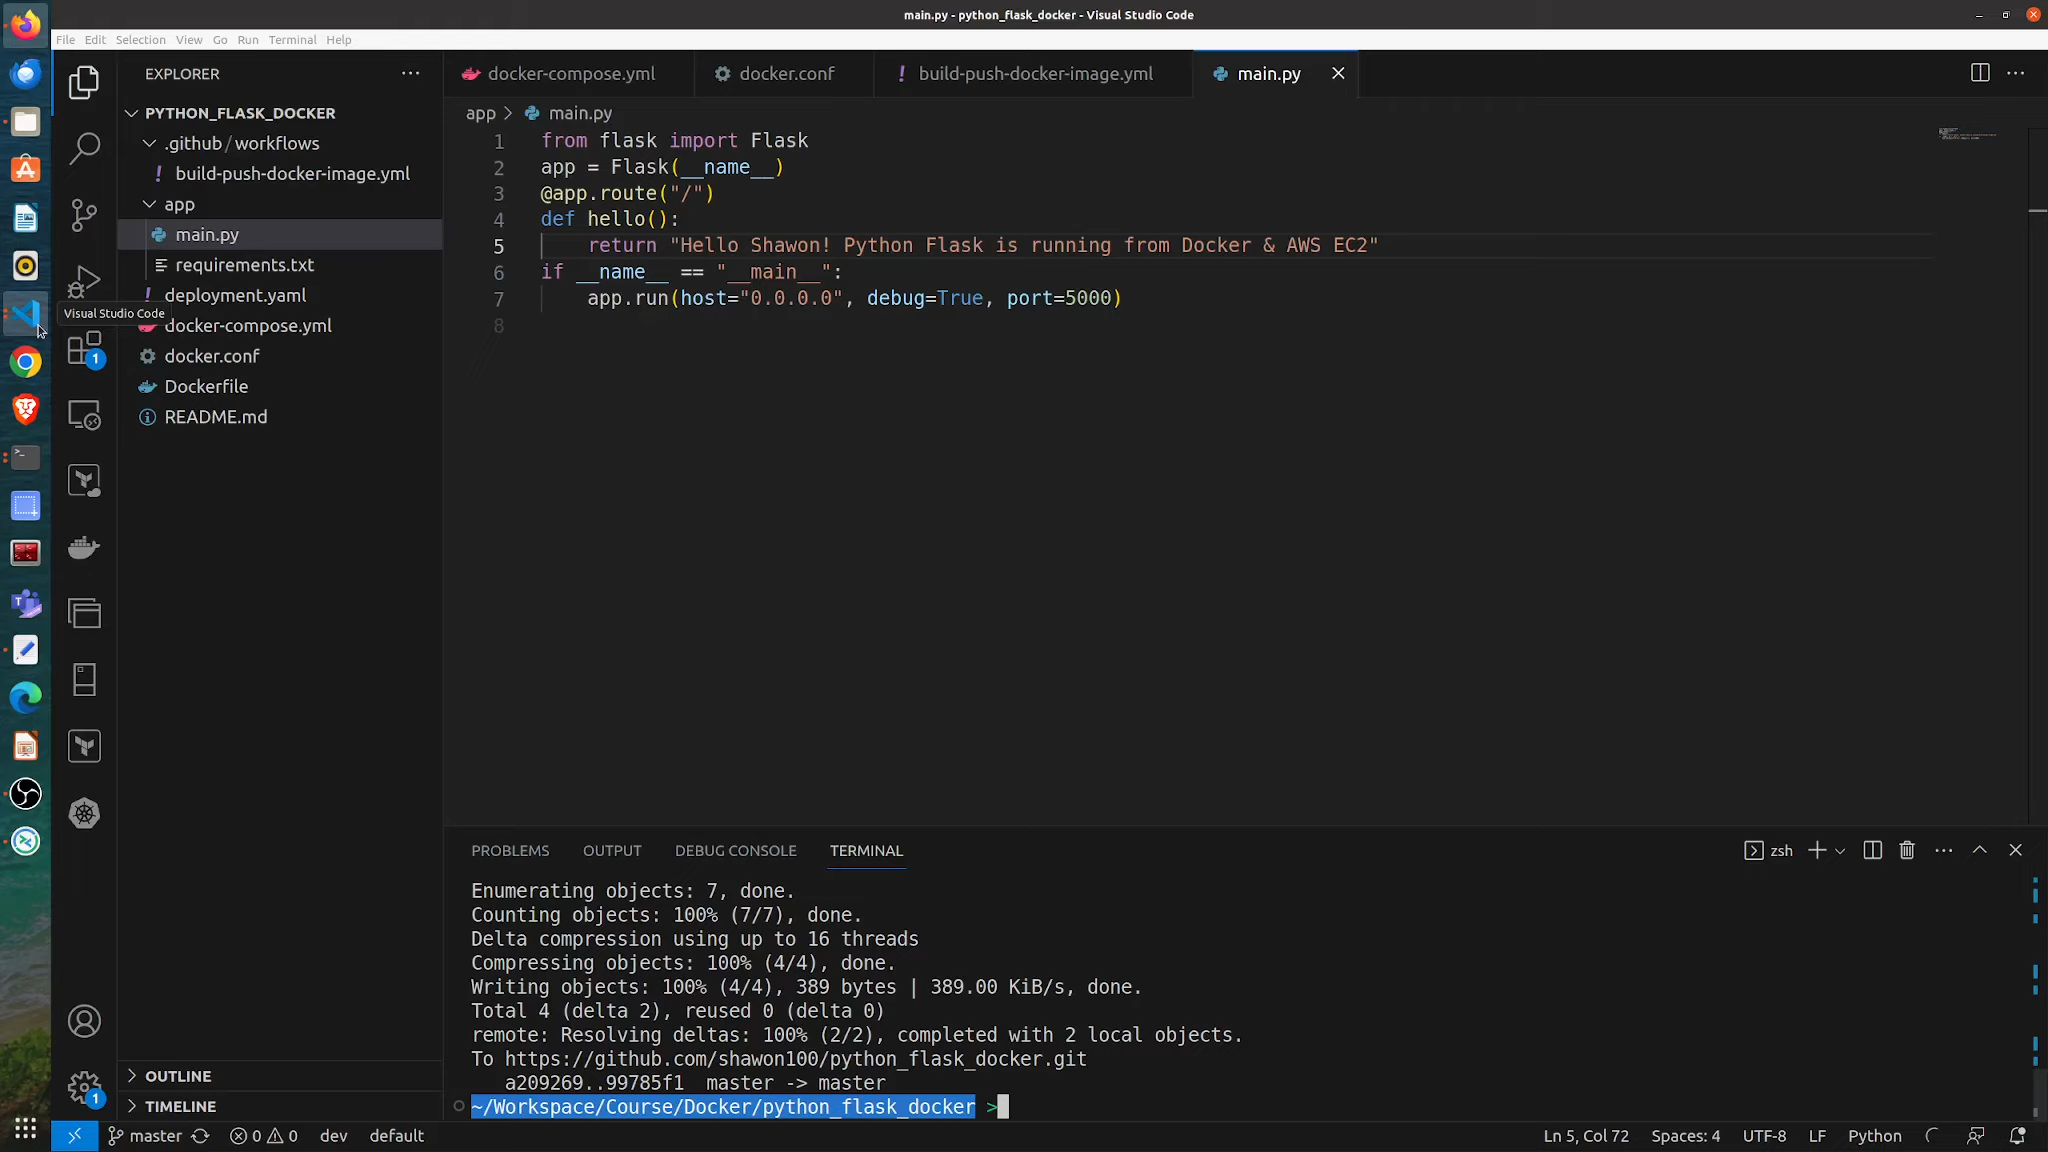 main.py - python_flask_docker - Visual Studio Code
File Edit Selection View Go Run Terminal Help
EXPLORER
docker-compose.yml
docker.conf
! build-push-docker-image.yml
main.py
PYTHON_FLASK_DOCKER
.github/workflows
! build-push-docker-image.yml
app
main.py
requirements.txt
! deployment.yaml
Visual Studio Code
docker-compose.yml
docker.conf
Dockerfile
README.md
1
1
OUTLINE
TIMELINE
app > main.py
1 from flask import Flask
2 app = Flask(__name__)
3 @app.route("/")
4 def hello():
5 return "Hello Shawon! Python Flask is running from Docker & AWS EC2"
6 if __name__ == "__main__":
7 app.run(host="0.0.0.0", debug=True, port=5000)
8
PROBLEMS OUTPUT DEBUG CONSOLE TERMINAL
zsh
Enumerating objects: 7, done.
Counting objects: 100% (7/7), done.
Delta compression using up to 16 threads
Compressing objects: 100% (4/4), done.
Writing objects: 100% (4/4), 389 bytes | 389.00 KiB/s, done.
Total 4 (delta 2), reused 0 (delta 0)
remote: Resolving deltas: 100% (2/2), completed with 2 local objects.
To https://github.com/shawon100/python_flask_docker.git
a209269..99785f1 master -> master
~/Workspace/Course/Docker/python_flask_docker >
master 0 0 dev default
Ln 5, Col 72 Spaces: 4 UTF-8 LF Python